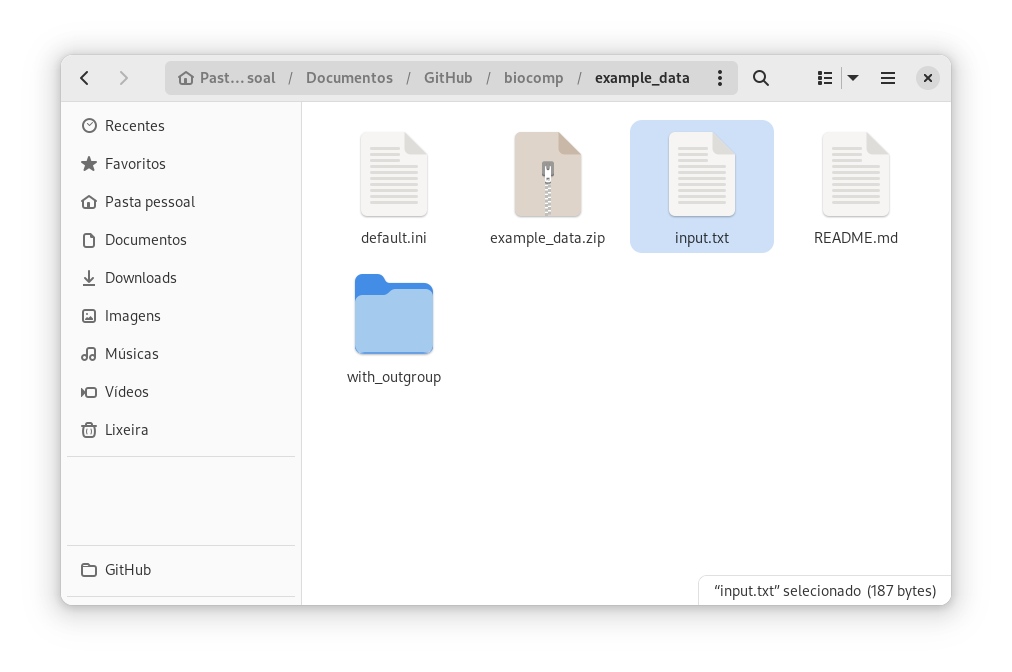 Past…soal / Documentos / GitHub / biocomp / example_data
Recentes
Favoritos
Pasta pessoal
Documentos
Downloads
Imagens
Músicas
Vídeos
Lixeira
GitHub
default.ini
example_data.zip
input.txt
README.md
with_outgroup
“input.txt” selecionado (187 bytes)